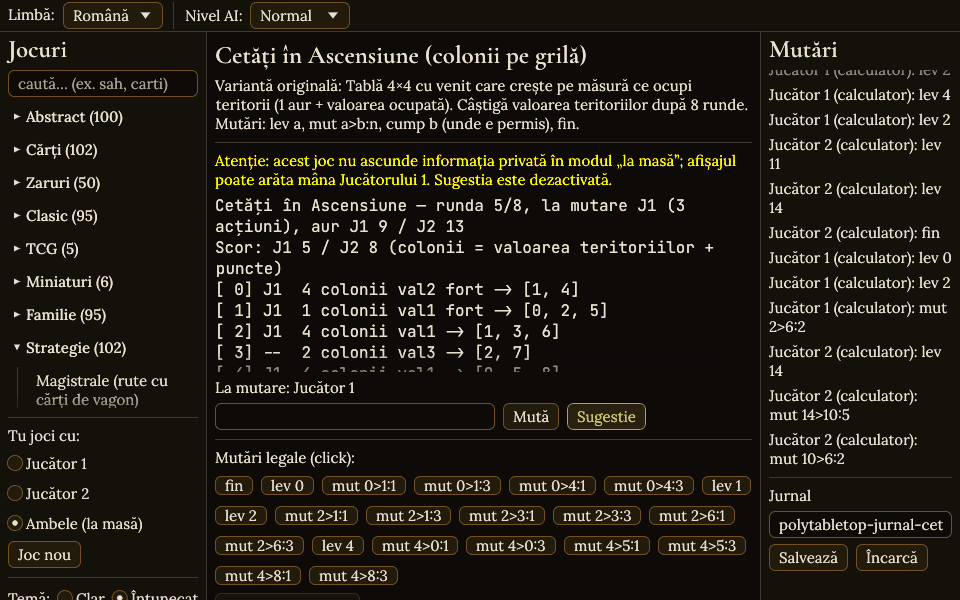 Limbă: Română ▼ Nivel AI: Normal ▼
Jocuri
caută... (ex. sah, carti)
▸ Abstract (100)
▸ Cărți (102)
▸ Zaruri (50)
▸ Clasic (95)
▸ TCG (5)
▸ Miniaturi (6)
▸ Familie (95)
▾ Strategie (102)
Magistrale (rute cu
cărți de vagon)
Tu joci cu:
Jucător 1
Jucător 2
Ambele (la masă)
Joc nou
Temă: Clar Întunecat
Cetăți în Ascensiune (colonii pe grilă)
Variantă originală: Tablă 4×4 cu venit care crește pe măsură ce ocupi
teritorii (1 aur + valoarea ocupată). Câștigă valoarea teritoriilor după 8 runde.
Mutări: lev a, mut a>b:n, cump b (unde e permis), fin.
Atenție: acest joc nu ascunde informația privată în modul „la masă”; afișajul
poate arăta mâna Jucătorului 1. Sugestia este dezactivată.
Cetăți în Ascensiune — runda 5/8, la mutare J1 (3
acțiuni), aur J1 9 / J2 13
Scor: J1 5 / J2 8 (colonii = valoarea teritoriilor +
puncte)
[ 0] J1  4 colonii val2 fort -> [1, 4]
[ 1] J1  1 colonii val1 fort -> [0, 2, 5]
[ 2] J1  4 colonii val1 -> [1, 3, 6]
[ 3] --  2 colonii val3 -> [2, 7]
La mutare: Jucător 1
Mută Sugestie
Mutări legale (click):
fin lev 0 mut 0>1:1 mut 0>1:3 mut 0>4:1 mut 0>4:3 lev 1
lev 2 mut 2>1:1 mut 2>1:3 mut 2>3:1 mut 2>3:3 mut 2>6:1
mut 2>6:3 lev 4 mut 4>0:1 mut 4>0:3 mut 4>5:1 mut 4>5:3
mut 4>8:1 mut 4>8:3
Mutări
Jucător 1 (calculator): lev 2
Jucător 1 (calculator): lev 4
Jucător 1 (calculator): lev 2
Jucător 2 (calculator): lev
11
Jucător 2 (calculator): lev
14
Jucător 2 (calculator): fin
Jucător 1 (calculator): lev 0
Jucător 1 (calculator): lev 2
Jucător 1 (calculator): mut
2>6:2
Jucător 2 (calculator): lev
14
Jucător 2 (calculator):
mut 14>10:5
Jucător 2 (calculator):
mut 10>6:2
Jurnal
polytabletop-jurnal-cet
Salvează Încarcă